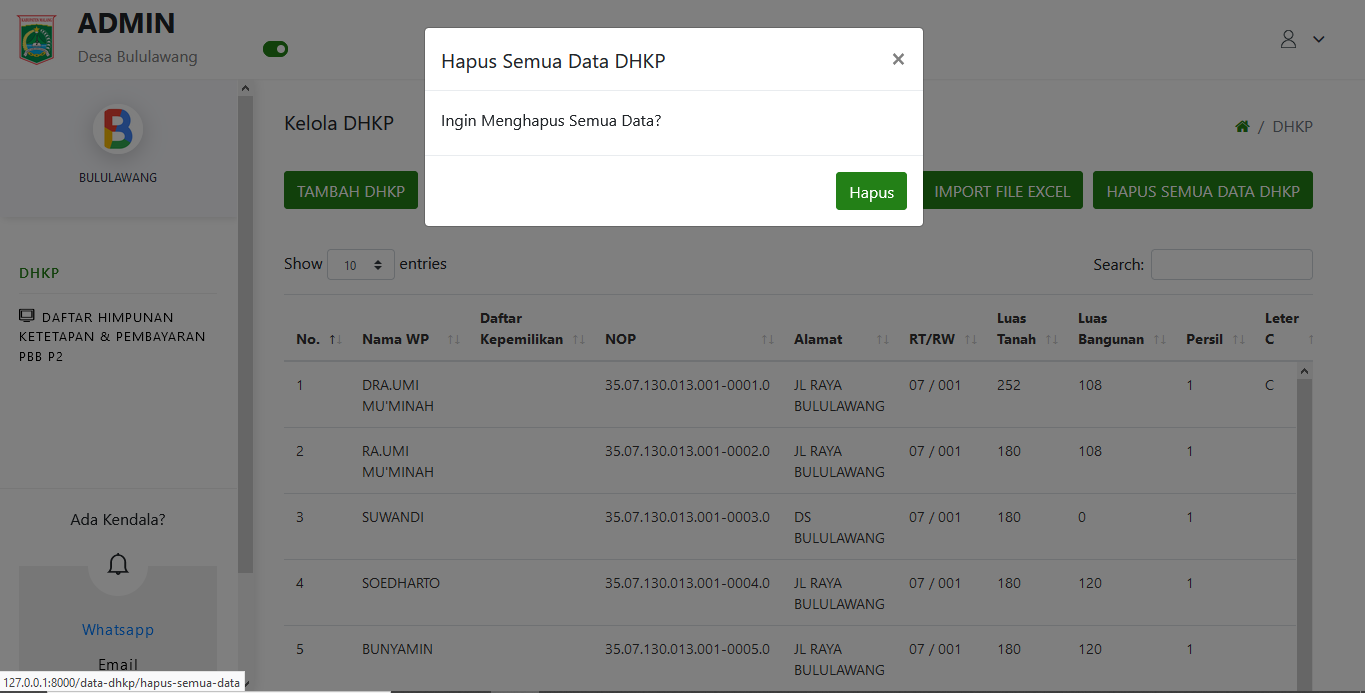 ADMIN
Desa Bululawang
Hapus Semua Data DHKP
×
Ingin Menghapus Semua Data?
Hapus
BULULAWANG
Kelola DHKP
/ DHKP
TAMBAH DHKP
IMPORT FILE EXCEL
HAPUS SEMUA DATA DHKP
DHKP
DAFTAR HIMPUNAN
KETETAPAN & PEMBAYARAN
PBB P2
Show 10 entries
Search:
No. Nama WP Daftar Kepemilikan NOP Alamat RT/RW Luas Tanah Luas Bangunan Persil Leter C
1 DRA.UMI MU'MINAH 35.07.130.013.001-0001.0 JL RAYA BULULAWANG 07 / 001 252 108 1 C
2 RA.UMI MU'MINAH 35.07.130.013.001-0002.0 JL RAYA BULULAWANG 07 / 001 180 108 1
3 SUWANDI 35.07.130.013.001-0003.0 DS BULULAWANG 07 / 001 180 0 1
4 SOEDHARTO 35.07.130.013.001-0004.0 JL RAYA BULULAWANG 07 / 001 180 120 1
5 BUNYAMIN 35.07.130.013.001-0005.0 JL RAYA BULULAWANG 07 / 001 180 120 1
Ada Kendala?
Whatsapp
Email
127.0.0.1:8000/data-dhkp/hapus-semua-data